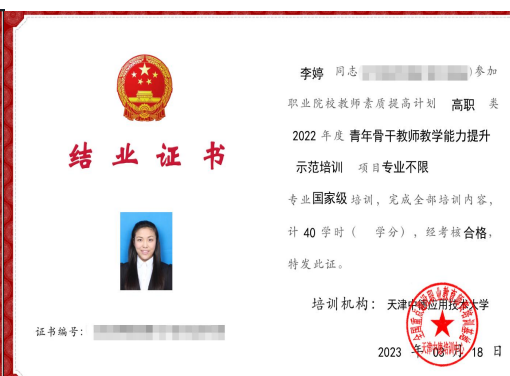 结业证书
证书编号：
李婷 同志 )参加
职业院校教师素质提高计划 高职 类
2022 年度 青年骨干教师教学能力提升
示范培训 项目 专业不限
专业 国家级 培训，完成全部培训内容，
计 40 学时（ 学分），经考核 合格，
特发此证。
培训机构： 天津中德应用技术大学
2023 年 03 月 18 日